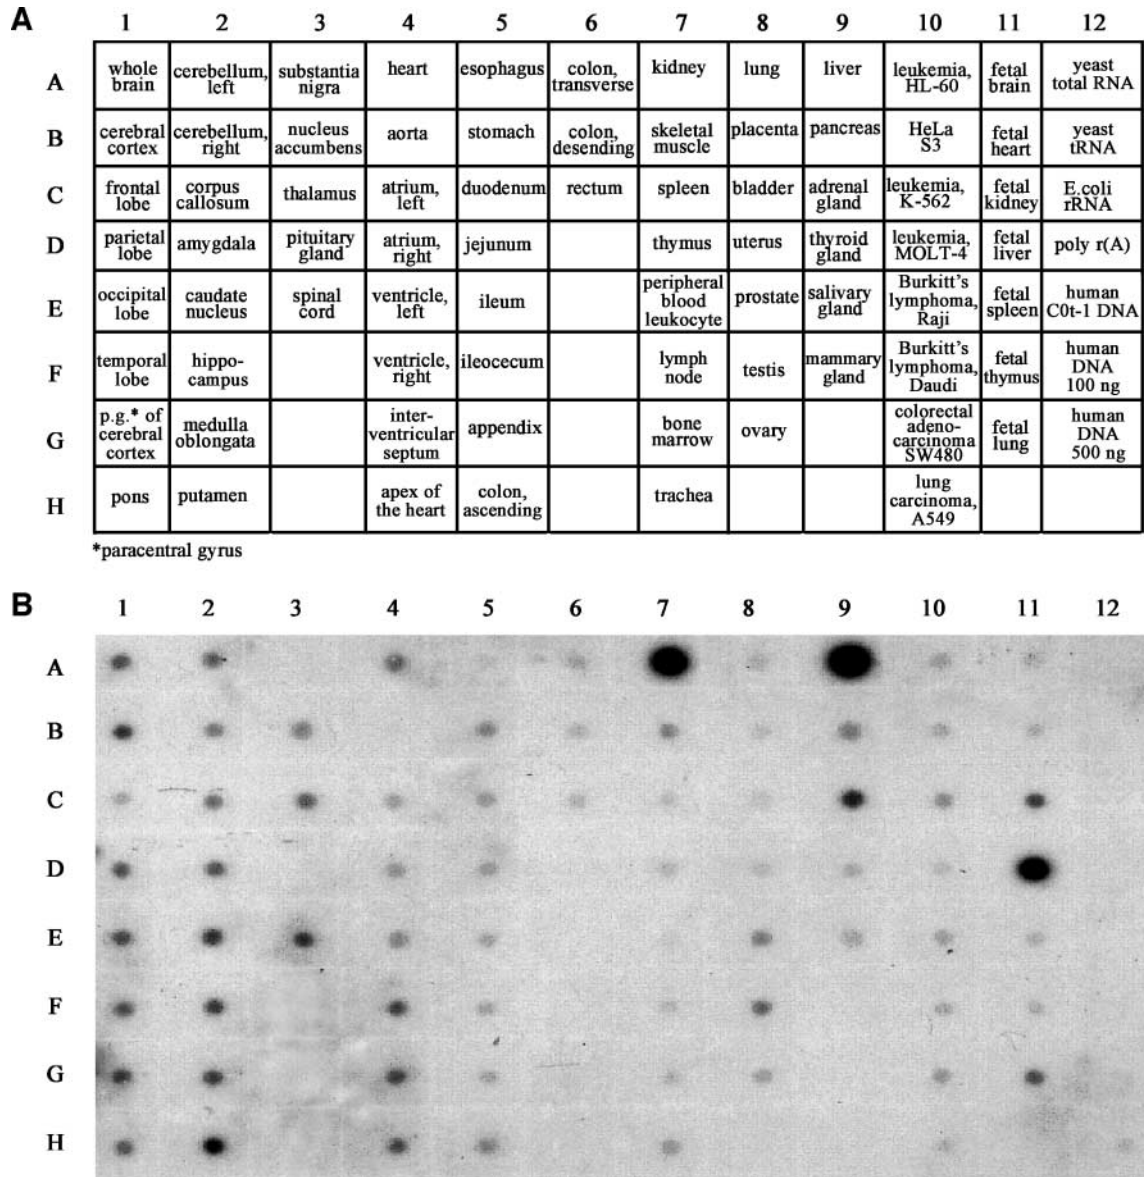 A
1 2 3 4 5 6 7 8 9 10 11 12
A whole brain cerebellum, left substantia nigra heart esophagus colon, transverse kidney lung liver leukemia, HL-60 fetal brain yeast total RNA
B cerebral cortex cerebellum, right nucleus accumbens aorta stomach colon, desending skeletal muscle placenta pancreas HeLa S3 fetal heart yeast tRNA
C frontal lobe corpus callosum thalamus atrium, left duodenum rectum spleen bladder adrenal gland leukemia, K-562 fetal kidney E.coli rRNA
D parietal lobe amygdala pituitary gland atrium, right jejunum thymus uterus thyroid gland leukemia, MOLT-4 fetal liver poly r(A)
E occipital lobe caudate nucleus spinal cord ventricle, left ileum peripheral blood leukocyte prostate salivary gland Burkitt's lymphoma, Raji fetal spleen human C0t-1 DNA
F temporal lobe hippo-campus ventricle, right ileocecum lymph node testis mammary gland Burkitt's lymphoma, Daudi fetal thymus human DNA 100 ng
G p.g.* of cerebral cortex medulla oblongata inter-ventricular septum appendix bone marrow ovary colorectal adeno-carcinoma SW480 fetal lung human DNA 500 ng
H pons putamen apex of the heart colon, ascending trachea lung carcinoma, A549
*paracentral gyrus
B
1 2 3 4 5 6 7 8 9 10 11 12
A
B
C
D
E
F
G
H